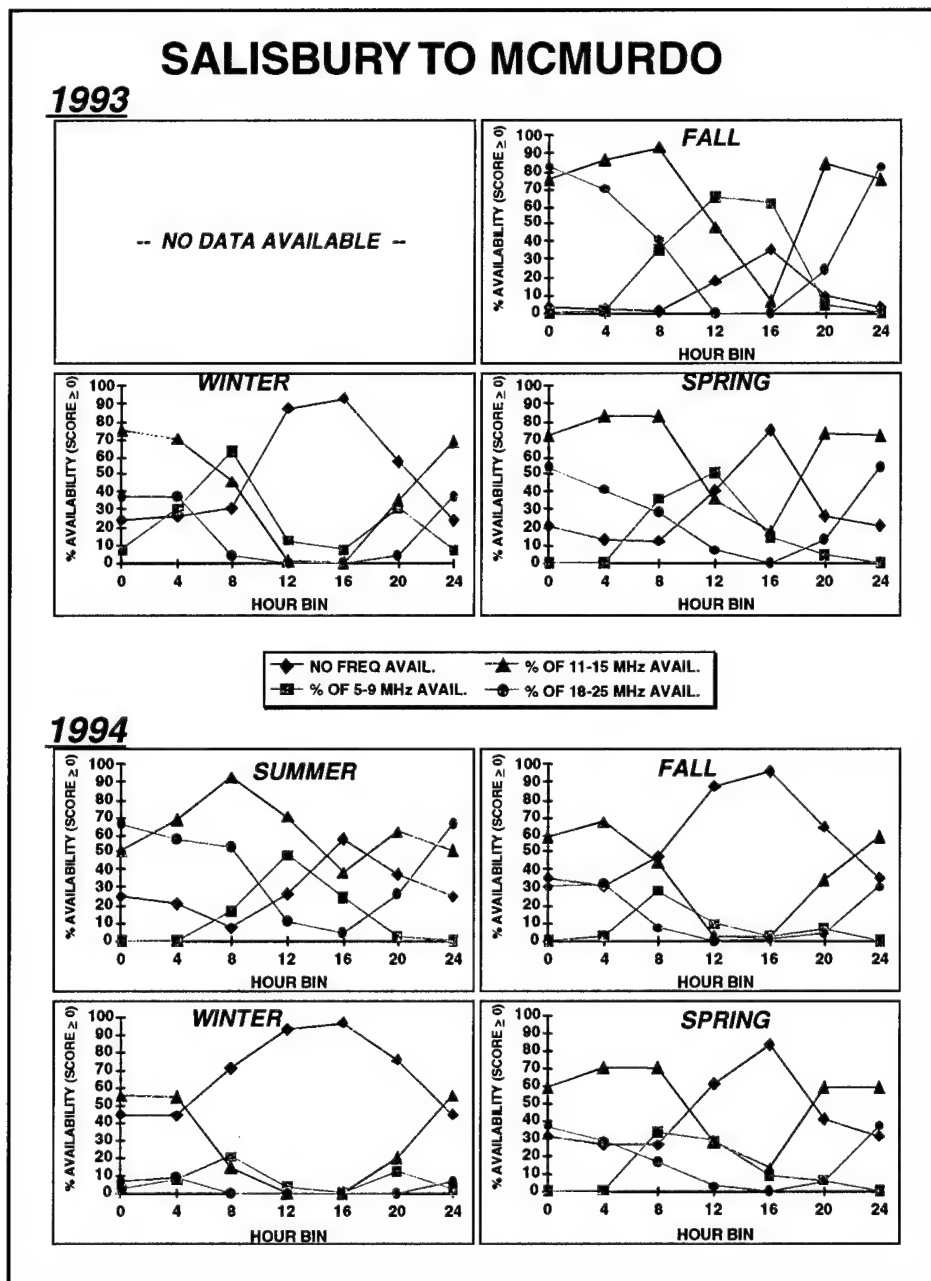 SALISBURY TO MCMURDO
1993
-- NO DATA AVAILABLE --
FALL
% AVAILABILITY (SCORE ≥ 0)
100
90
80
70
60
50
40
30
20
10
0
0 4 8 12 16 20 24
HOUR BIN
WINTER
% AVAILABILITY (SCORE ≥ 0)
100
90
80
70
60
50
40
30
20
10
0
0 4 8 12 16 20 24
HOUR BIN
SPRING
% AVAILABILITY (SCORE ≥ 0)
100
90
80
70
60
50
40
30
20
10
0
0 4 8 12 16 20 24
HOUR BIN
NO FREQ AVAIL. % OF 11-15 MHz AVAIL.
% OF 5-9 MHz AVAIL. % OF 18-25 MHz AVAIL.
1994
SUMMER
% AVAILABILITY (SCORE ≥ 0)
100
90
80
70
60
50
40
30
20
10
0
0 4 8 12 16 20 24
HOUR BIN
FALL
% AVAILABILITY (SCORE ≥ 0)
100
90
80
70
60
50
40
30
20
10
0
0 4 8 12 16 20 24
HOUR BIN
WINTER
% AVAILABILITY (SCORE ≥ 0)
100
90
80
70
60
50
40
30
20
10
0
0 4 8 12 16 20 24
HOUR BIN
SPRING
% AVAILABILITY (SCORE ≥ 0)
100
90
80
70
60
50
40
30
20
10
0
0 4 8 12 16 20 24
HOUR BIN